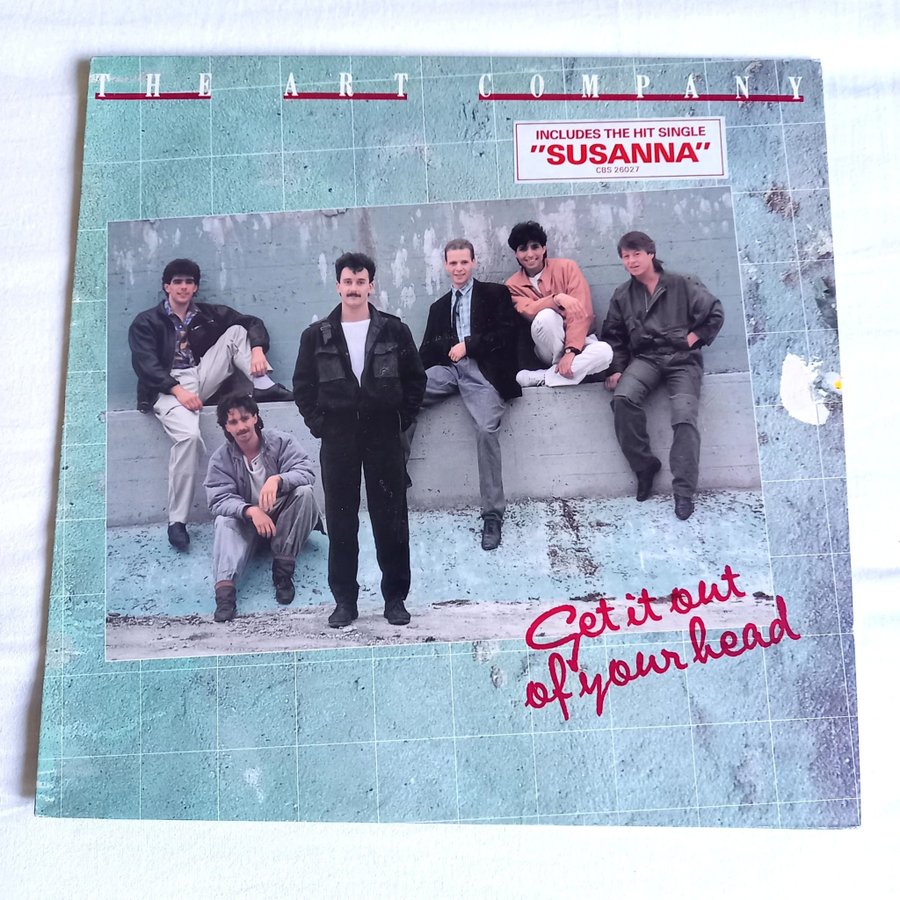 THE ART COMPANY
INCLUDES THE HIT SINGLE
"SUSANNA"
CBS 26027
Get it out
of your head